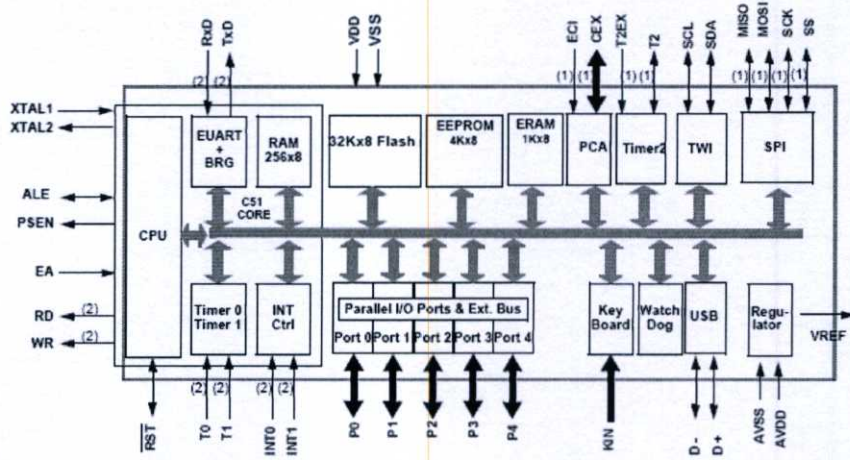 RxD
TxD
VDD
VSS
ECI
CEX
T2EX
T2
SCL
SDA
MISO
MOSI
SCK
SS
(2)
(2)
(1)
(1)
(1)
(1)
(1)
(1)
(1)
(1)
XTAL1
XTAL2
EUART
+
BRG
RAM
256x8
32Kx8 Flash
EEPROM
4Kx8
ERAM
1Kx8
PCA
Timer2
TWI
SPI
ALE
PSEN
C51
CORE
CPU
EA
RD
(2)
WR
(2)
Timer 0
Timer 1
INT
Ctrl
Parallel I/O Ports & Ext. Bus
Port 0
Port 1
Port 2
Port 3
Port 4
Key
Board
Watch
Dog
USB
Regu-
lator
VREF
(2)
(2)
(2)
(2)
RST
T0
T1
INT0
INT1
P0
P1
P2
P3
P4
KIN
D -
D +
AVSS
AVDD